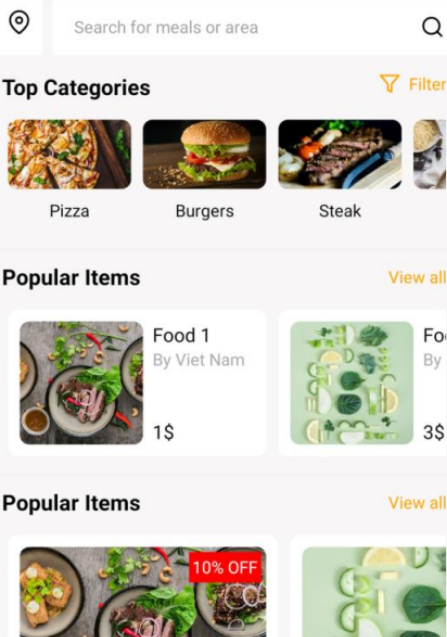 Search for meals or area
Top Categories
Filter
Pizza
Burgers
Steak
Popular Items
View all
Food 1
By Viet Nam
1$
Fo
By
3$
Popular Items
View all
10% OFF